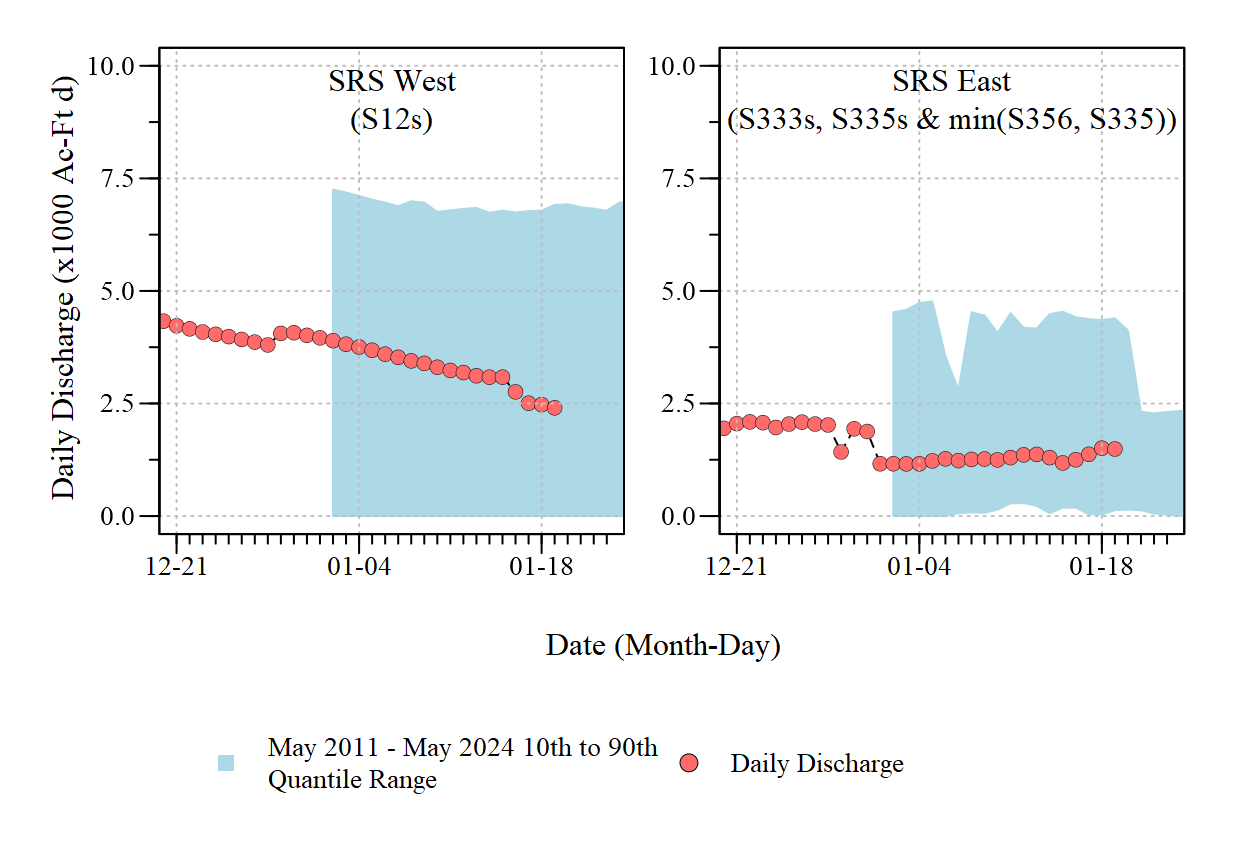 SRS West
(S12s)
Daily Discharge (x1000 Ac-Ft d)
10.0
7.5
5.0
2.5
0.0
12-21
01-04
01-18
SRS East
(S333s, S335s & min(S356, S335))
10.0
7.5
5.0
2.5
0.0
12-21
01-04
01-18
Date (Month-Day)
May 2011 - May 2024 10th to 90th
Quantile Range
Daily Discharge